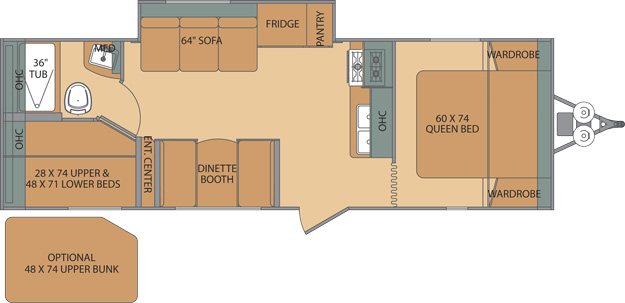 FRIDGE
PANTRY
64" SOFA
MED
36"
TUB
OHC
OHC
WARDROBE
60 X 74
QUEEN BED
OHC
ENT. CENTER
DINETTE
BOOTH
28 X 74 UPPER &
48 X 71 LOWER BEDS
WARDROBE
OPTIONAL
48 X 74 UPPER BUNK